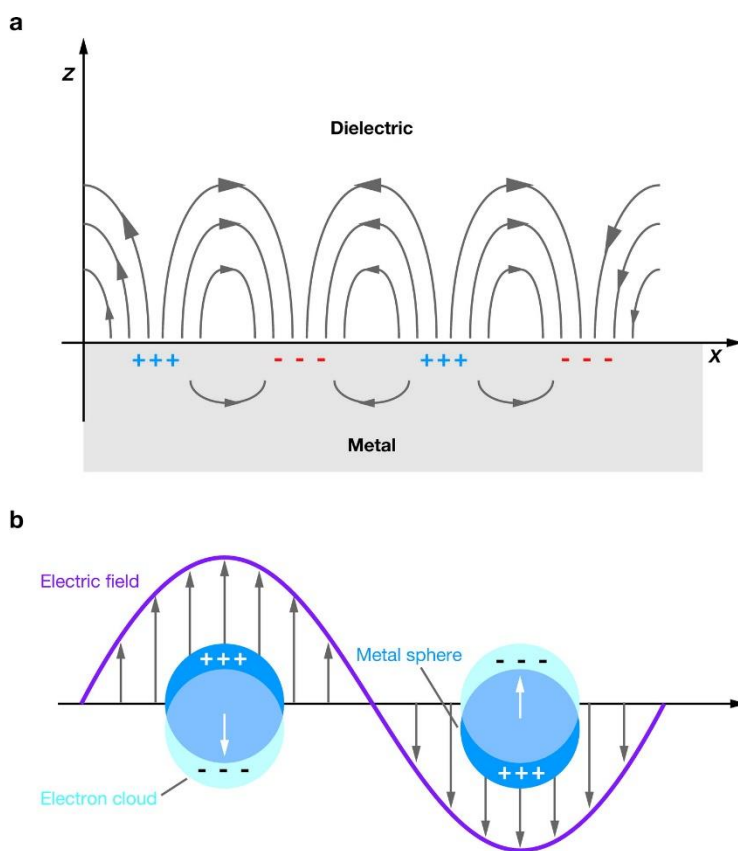 a
z
Dielectric
+++ - - - +++ - - -
x
Metal
b
Electric field
+++
Metal sphere
- - -
- - -
+++
Electron cloud